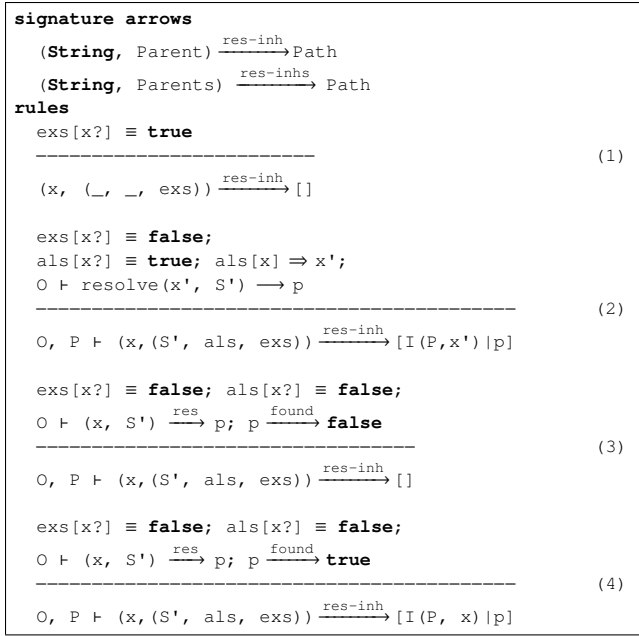 signature arrows
(String, Parent) —res-inh→ Path
(String, Parents) —res-inhs→ Path
rules
exs[x?] ≡ true
————————————————————————— (1)
(x, (_, _, exs)) —res-inh→ []
exs[x?] ≡ false;
als[x?] ≡ true; als[x] ⇒ x';
O ⊢ resolve(x', S') ⟶ p
——————————————————————————————————————————— (2)
O, P ⊢ (x,(S', als, exs)) —res-inh→ [I(P,x')|p]
exs[x?] ≡ false; als[x?] ≡ false;
O ⊢ (x, S') —res→ p; p —found→ false
—————————————————————————————————— (3)
O, P ⊢ (x,(S', als, exs)) —res-inh→ []
exs[x?] ≡ false; als[x?] ≡ false;
O ⊢ (x, S') —res→ p; p —found→ true
——————————————————————————————————————————— (4)
O, P ⊢ (x,(S', als, exs)) —res-inh→ [I(P, x)|p]